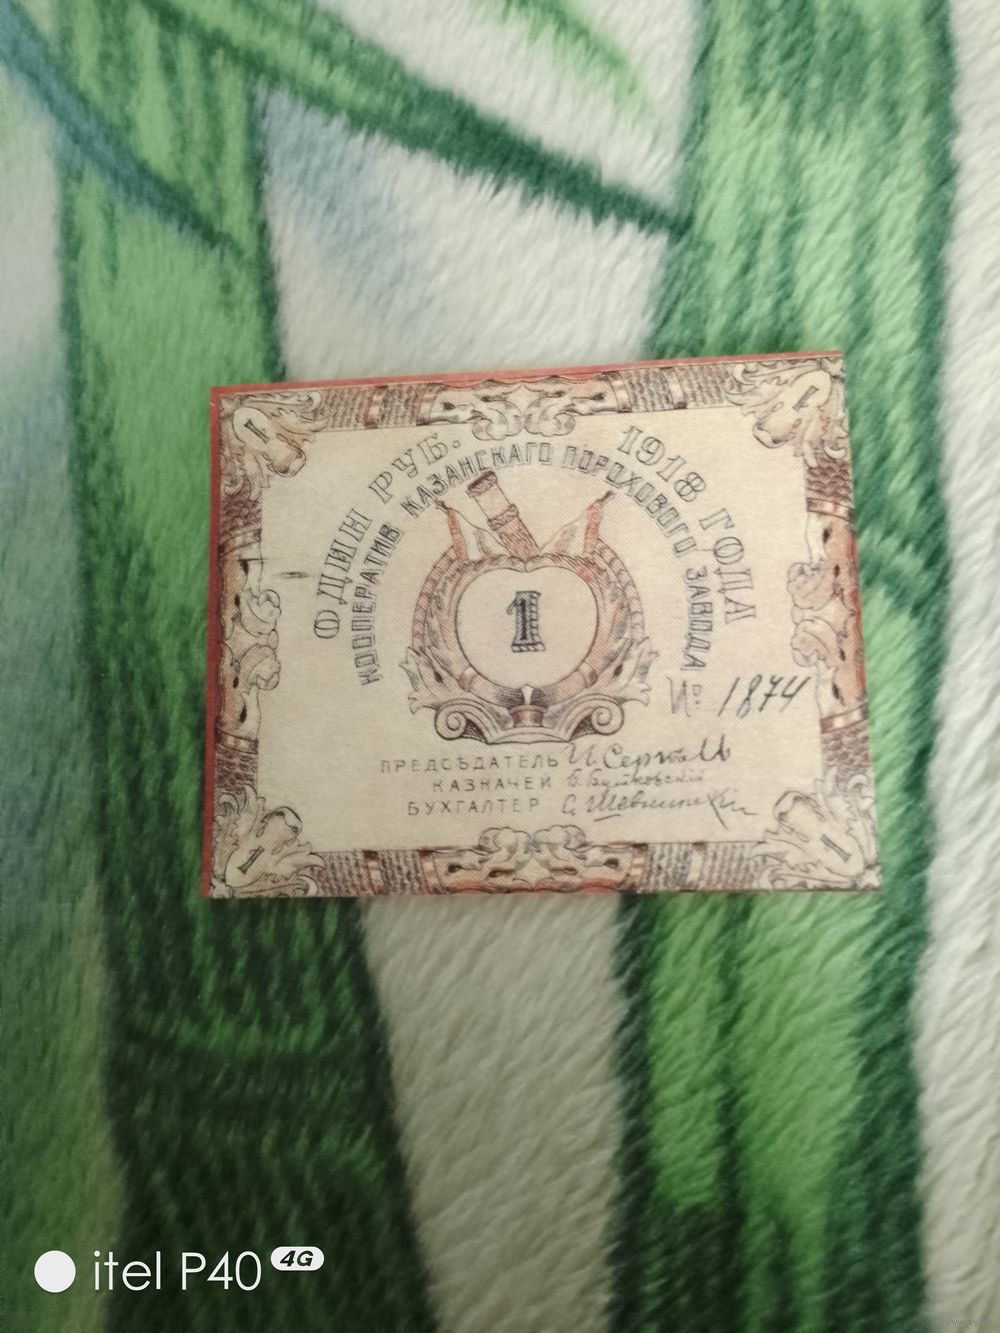 1
1
ОДИН РУБ. 1918 ГОДА
КООПЕРАТИВ КАЗАНСКАГО ПОРОХОВОГО ЗАВОДА
1
№ 1874
ПРЕДСѢДАТЕЛЬ И.
КАЗНАЧЕЙ Б. Бутковский
БУХГАЛТЕР С.
1
1
itel P40 4G